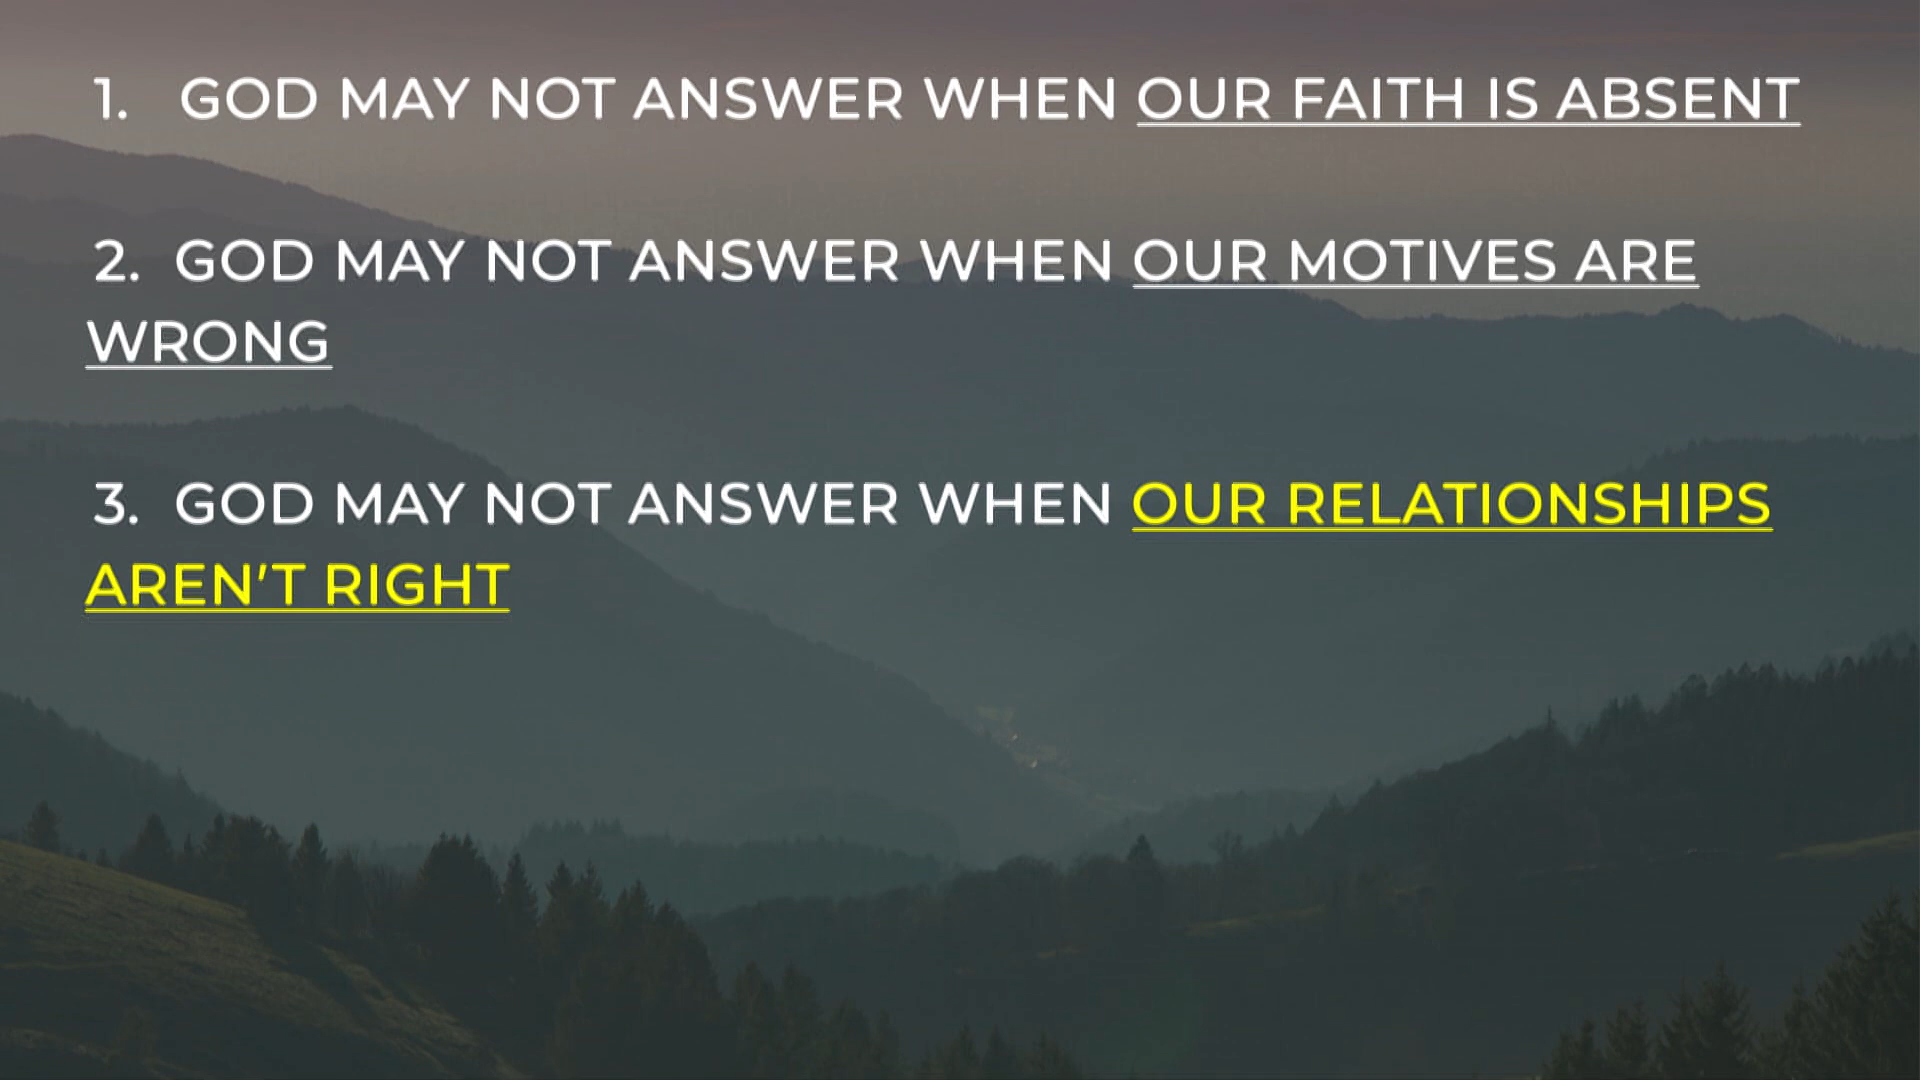 1. GOD MAY NOT ANSWER WHEN OUR FAITH IS ABSENT
2. GOD MAY NOT ANSWER WHEN OUR MOTIVES ARE
WRONG
3. GOD MAY NOT ANSWER WHEN OUR RELATIONSHIPS
AREN'T RIGHT